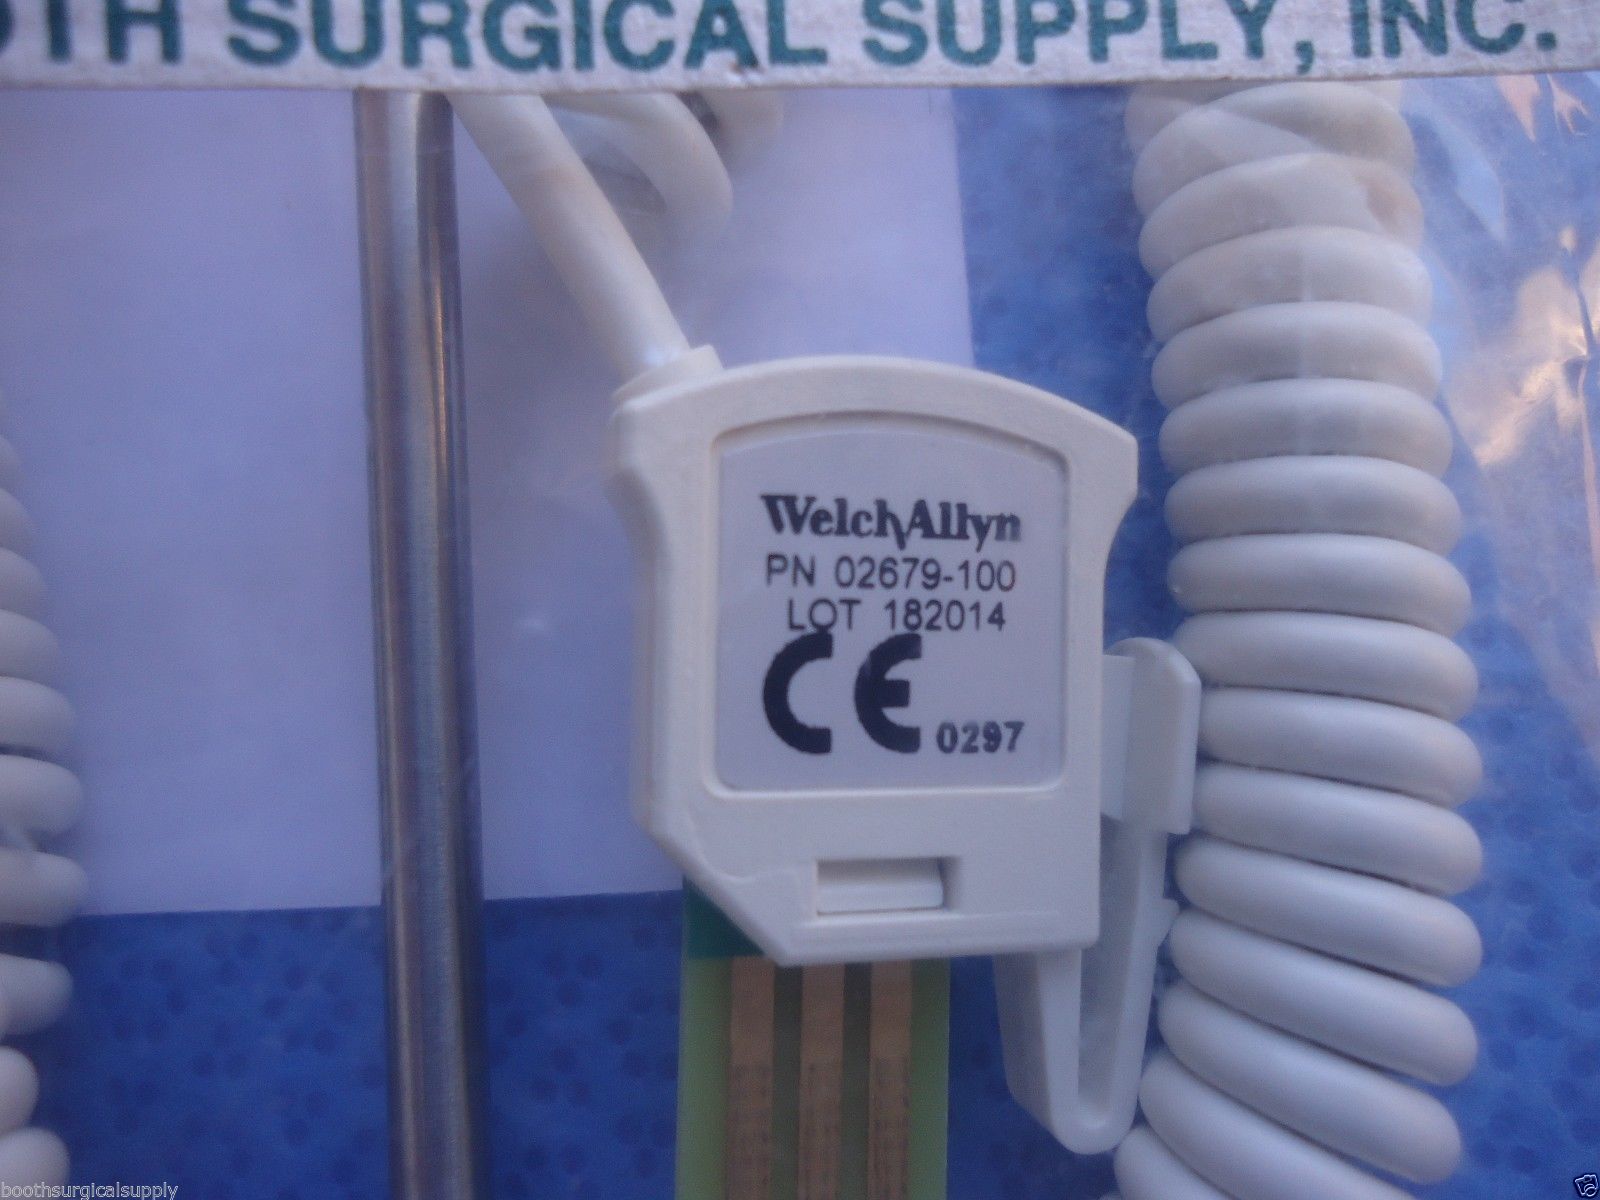 SURGICAL SUPPLY, INC.
WelchAllyn
PN 02679-100
LOT 182014
CE 0297
boothsurgicalsupply